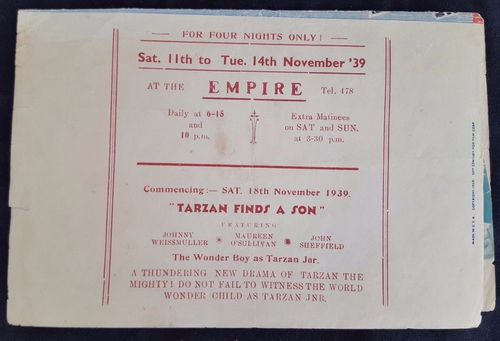 FOR FOUR NIGHTS ONLY!
Sat. 11th to Tue. 14th November '39
AT THE EMPIRE Tel. 478
Daily at 6-15
and
10 p.m.
Extra Matinees
on SAT and SUN.
at 3-30 p.m.
Commencing:— SAT. 18th November 1939.
"TARZAN FINDS A SON"
FEATURING
JOHNNY WEISSMULLER
MAUREEN O'SULLIVAN
JOHN SHEFFIELD
The Wonder Boy as Tarzan Jnr.
A THUNDERING NEW DRAMA OF TARZAN THE
MIGHTY! DO NOT FAIL TO WITNESS THE WORLD
WONDER CHILD AS TARZAN JNR.
MADE IN U.S.A.